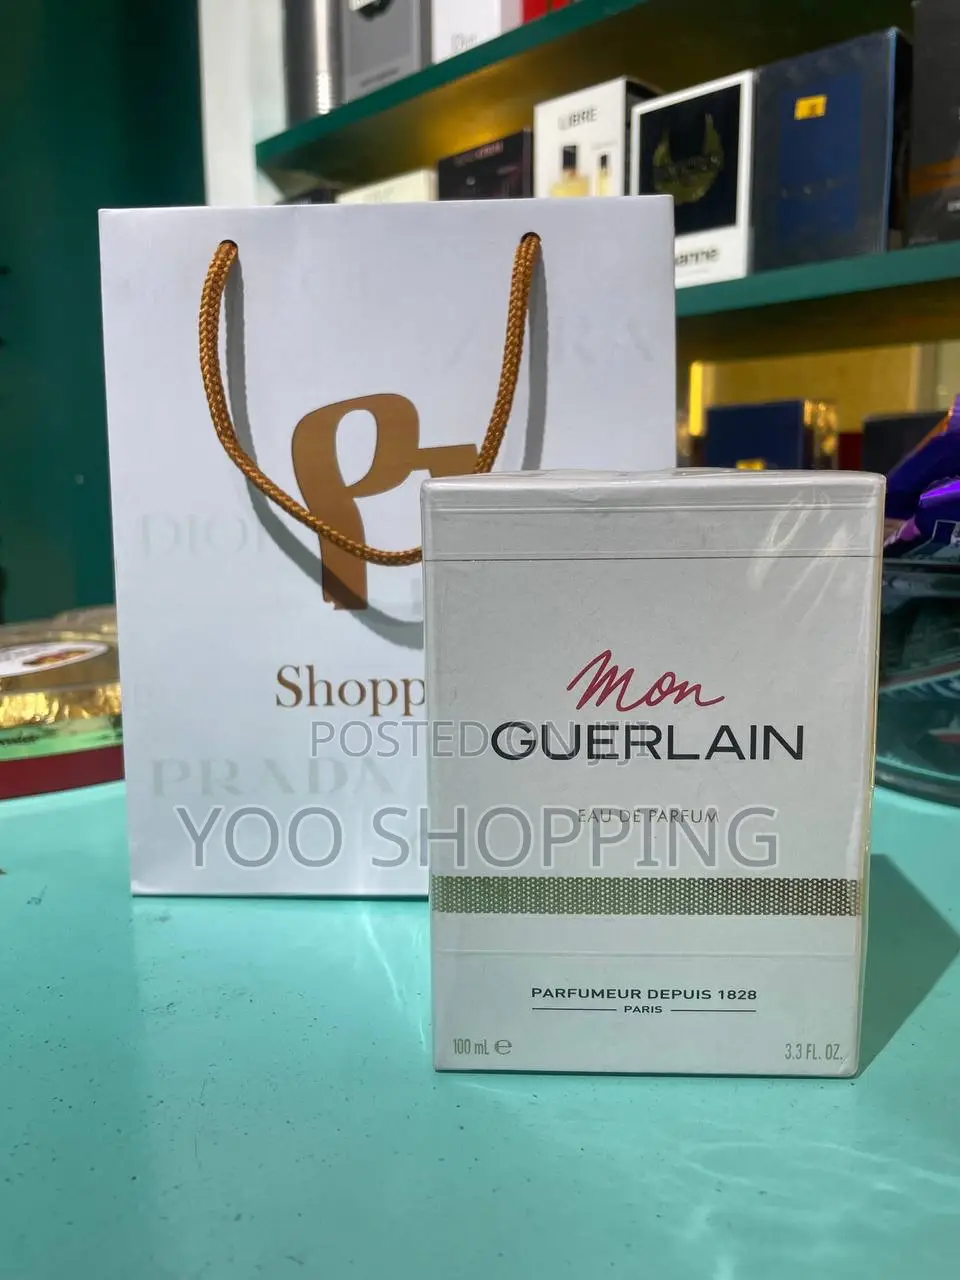 LIBRE
anne
ZARA
DIOR
Shopp
PRADA
Mon
GUERLAIN
EAU DE PARFUM
PARFUMEUR DEPUIS 1828
PARIS
100 mL e
3.3 FL. OZ.
POSTED ON JIJI
YOO SHOPPING